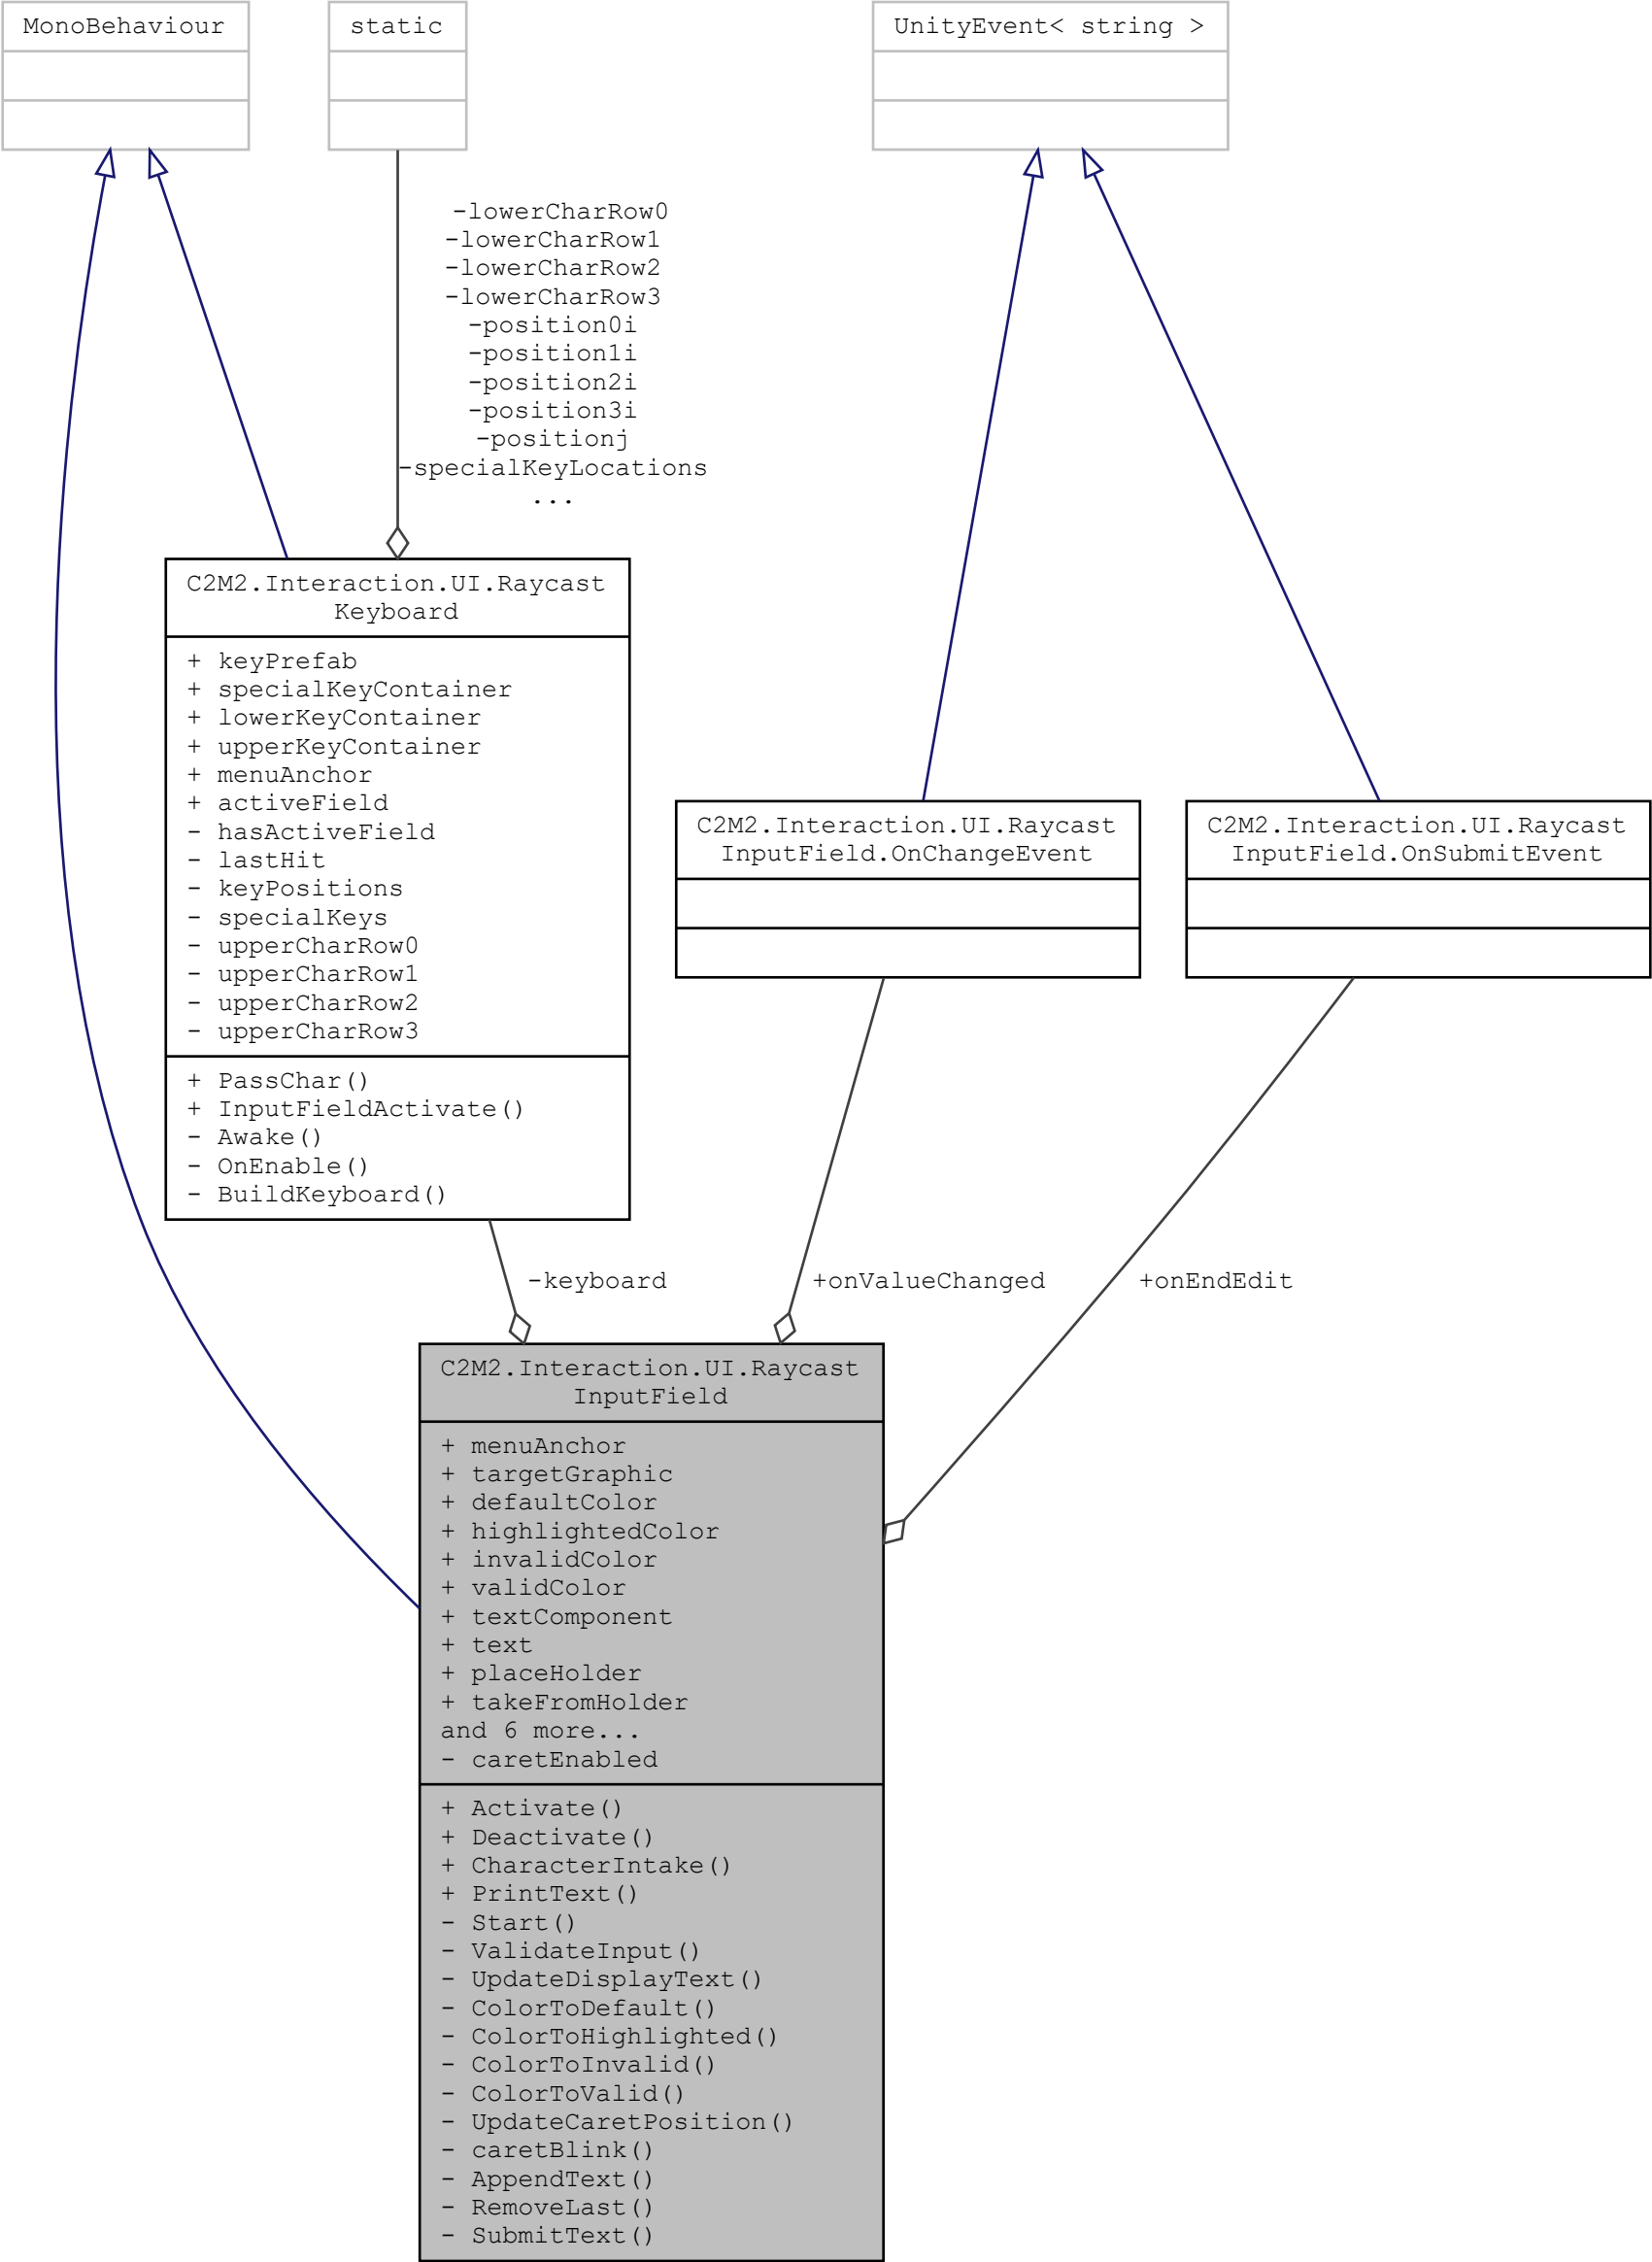 MonoBehaviour
static
UnityEvent< string >
-lowerCharRow0
-lowerCharRow1
-lowerCharRow2
-lowerCharRow3
-position0i
-position1i
-position2i
-position3i
-positionj
-specialKeyLocations
...
C2M2.Interaction.UI.Raycast
Keyboard
+ keyPrefab
+ specialKeyContainer
+ lowerKeyContainer
+ upperKeyContainer
+ menuAnchor
+ activeField
- hasActiveField
- lastHit
- keyPositions
- specialKeys
- upperCharRow0
- upperCharRow1
- upperCharRow2
- upperCharRow3
+ PassChar()
+ InputFieldActivate()
- Awake()
- OnEnable()
- BuildKeyboard()
C2M2.Interaction.UI.Raycast
InputField.OnChangeEvent
C2M2.Interaction.UI.Raycast
InputField.OnSubmitEvent
-keyboard
+onValueChanged
+onEndEdit
C2M2.Interaction.UI.Raycast
InputField
+ menuAnchor
+ targetGraphic
+ defaultColor
+ highlightedColor
+ invalidColor
+ validColor
+ textComponent
+ text
+ placeHolder
+ takeFromHolder
and 6 more...
- caretEnabled
+ Activate()
+ Deactivate()
+ CharacterIntake()
+ PrintText()
- Start()
- ValidateInput()
- UpdateDisplayText()
- ColorToDefault()
- ColorToHighlighted()
- ColorToInvalid()
- ColorToValid()
- UpdateCaretPosition()
- caretBlink()
- AppendText()
- RemoveLast()
- SubmitText()